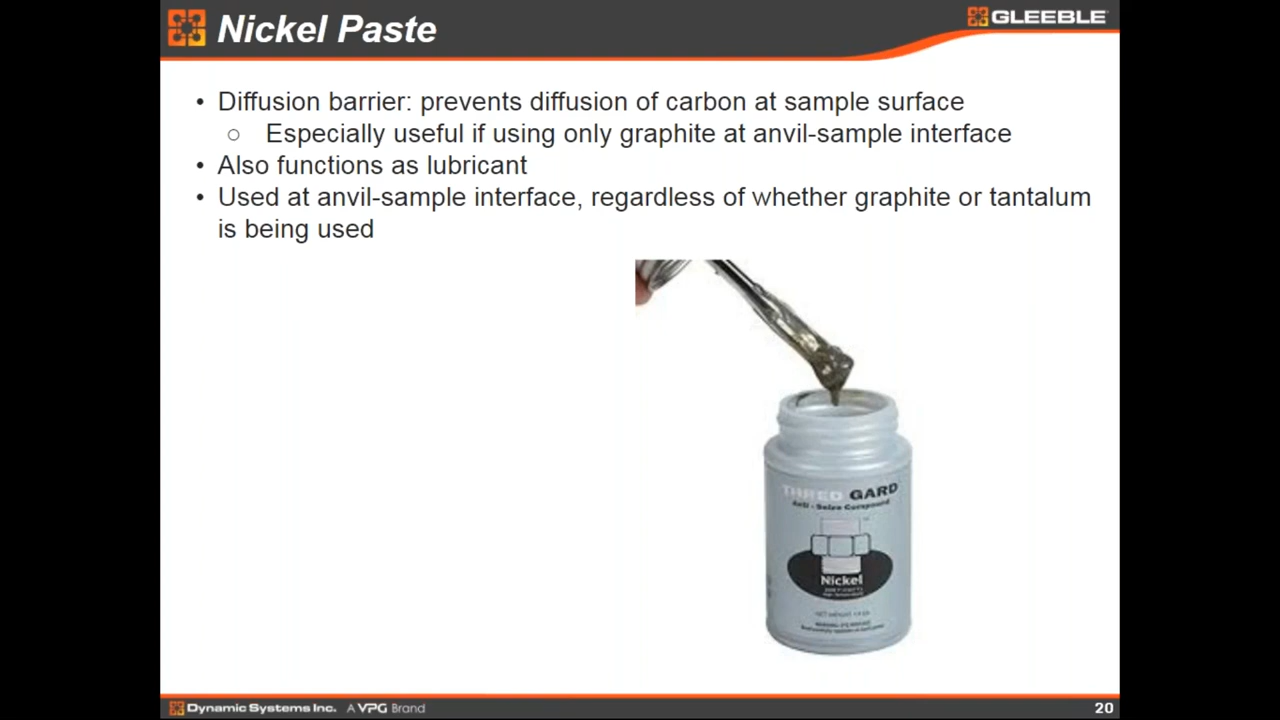 Nickel Paste
GLEEBLE
• Diffusion barrier: prevents diffusion of carbon at sample surface
○ Especially useful if using only graphite at anvil-sample interface
• Also functions as lubricant
• Used at anvil-sample interface, regardless of whether graphite or tantalum
is being used
THRED GARD
Anti - Seize Compound
Nickel
NET WEIGHT
Dynamic Systems Inc. A VPG Brand
20